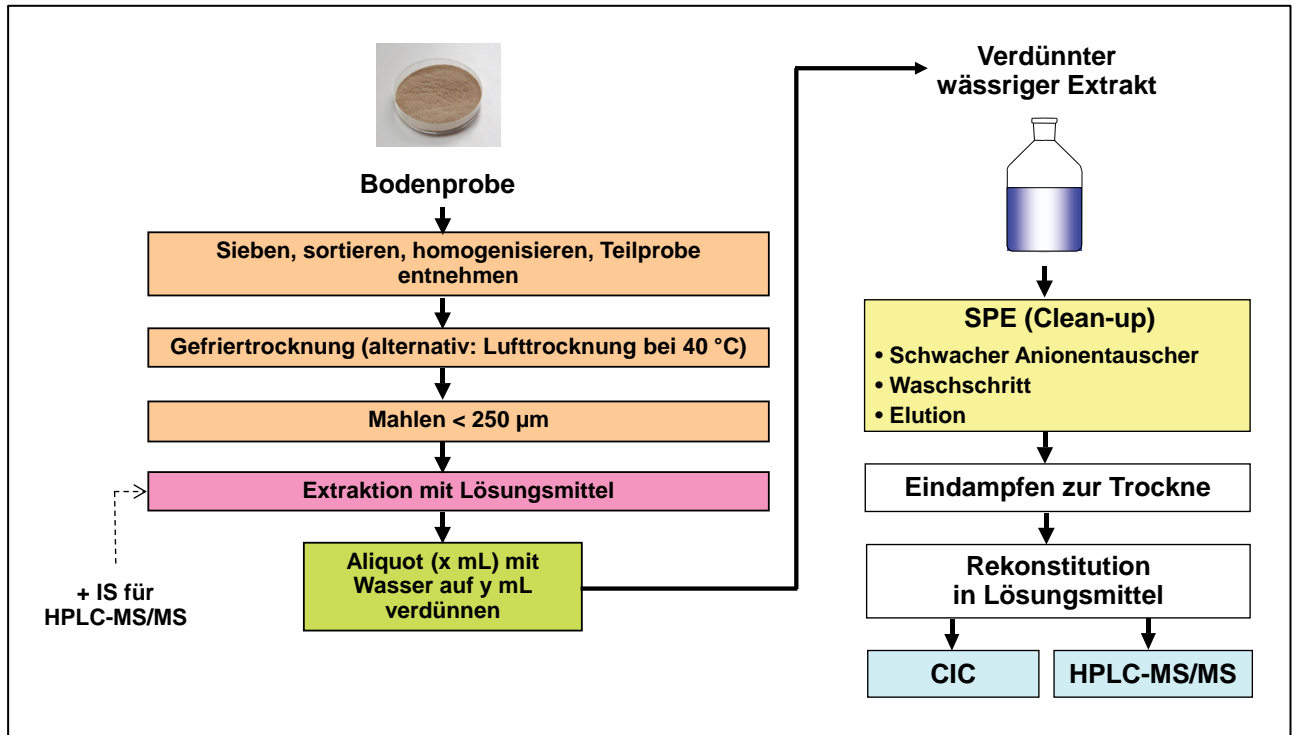 Bodenprobe
Sieben, sortieren, homogenisieren, Teilprobe
entnehmen
Gefriertrocknung (alternativ: Lufttrocknung bei 40 °C)
Mahlen < 250 µm
Extraktion mit Lösungsmittel
+ IS für
HPLC-MS/MS
Aliquot (x mL) mit
Wasser auf y mL
verdünnen
Verdünnter
wässriger Extrakt
SPE (Clean-up)
• Schwacher Anionentauscher
• Waschschritt
• Elution
Eindampfen zur Trockne
Rekonstitution
in Lösungsmittel
CIC
HPLC-MS/MS